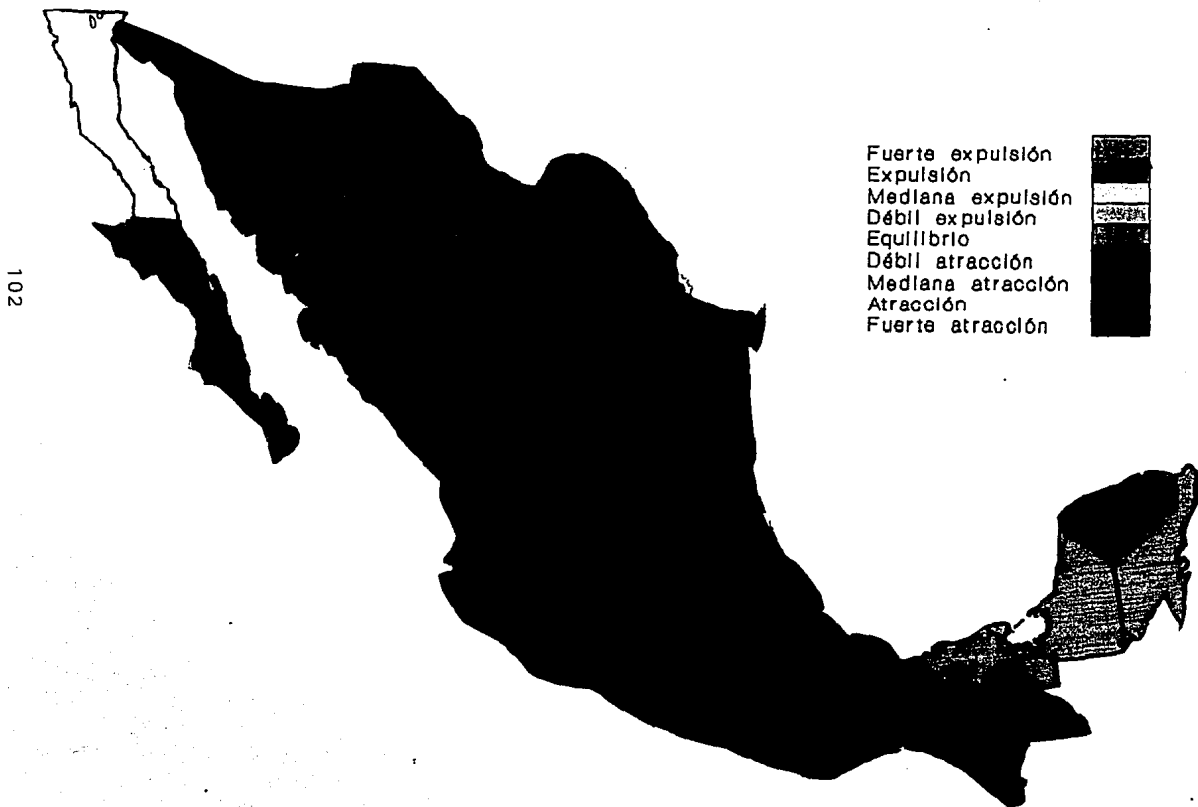 Fuerte expulsión
Expulsión
Mediana expulsión
Débil expulsión
Equilibrio
Débil atracción
Mediana atracción
Atracción
Fuerte atracción
102